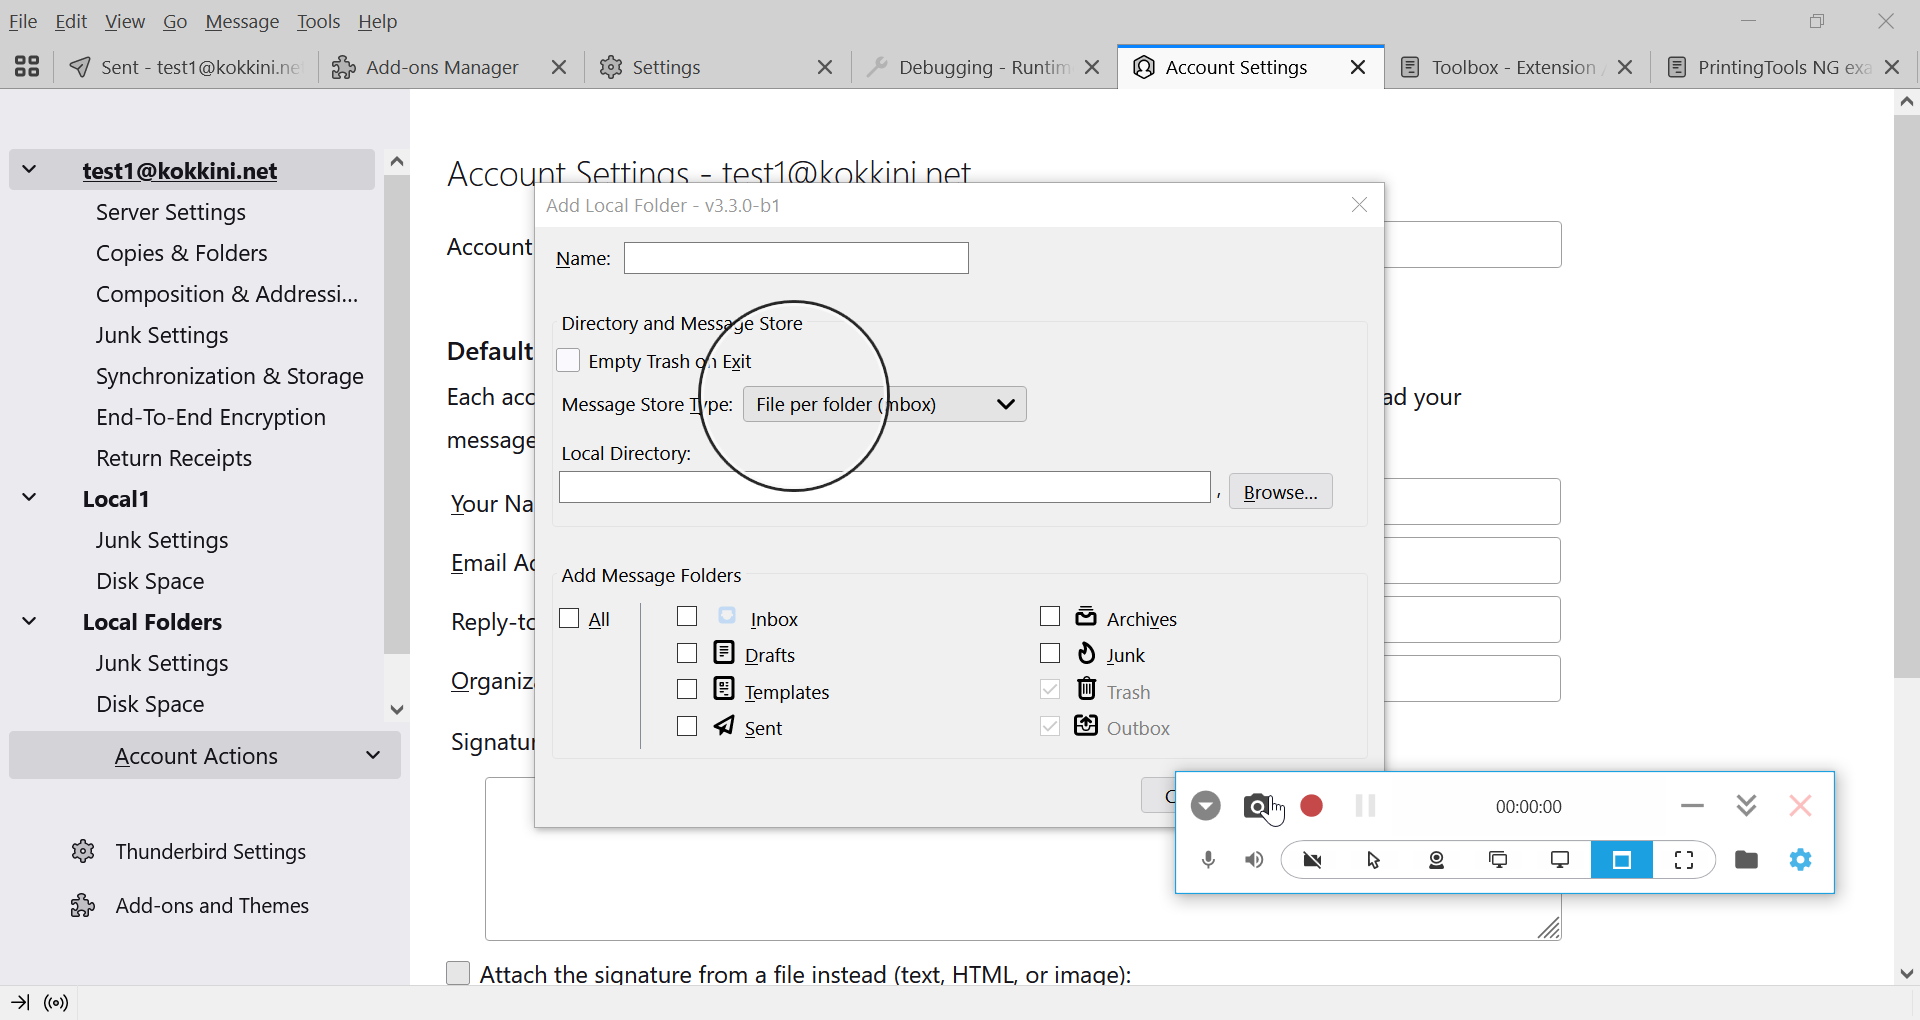 File Edit View Go Message Tools Help
Sent - test1@kokkini.ne Add-ons Manager Settings Debugging - Runtim Account Settings Toolbox - Extension / PrintingTools NG exa
test1@kokkini.net
Server Settings
Copies & Folders
Composition & Addressi...
Junk Settings
Synchronization & Storage
End-To-End Encryption
Return Receipts
Local1
Junk Settings
Disk Space
Local Folders
Junk Settings
Disk Space
Account Actions
Thunderbird Settings
Add-ons and Themes
Account Settings - test1@kokkini.net
Account
Default
Each acc
ad your
message
Your Na
Email Ad
Reply-to
Organiz
Signatur
Attach the signature from a file instead (text, HTML, or image):
Add Local Folder - v3.3.0-b1
Name:
Directory and Message Store
Empty Trash on Exit
Message Store Type: File per folder (mbox)
Local Directory:
, Browse...
Add Message Folders
All Inbox Archives
Drafts Junk
Templates Trash
Sent Outbox
C
00:00:00